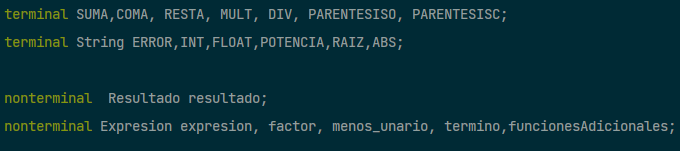 terminal SUMA,COMA, RESTA, MULT, DIV, PARENTESISO, PARENTESISC;
terminal String ERROR,INT,FLOAT,POTENCIA,RAIZ,ABS;
nonterminal  Resultado resultado;
nonterminal Expresion expresion, factor, menos_unario, termino,funcionesAdicionales;